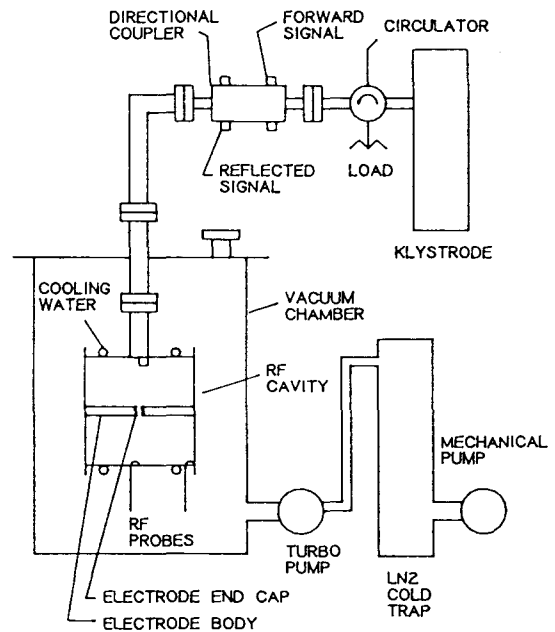 DIRECTIONAL
COUPLER
FORWARD
SIGNAL
CIRCULATOR
REFLECTED
SIGNAL
LOAD
KLYSTRODE
COOLING
WATER
VACUUM
CHAMBER
RF
CAVITY
MECHANICAL
PUMP
RF
PROBES
TURBO
PUMP
LN2
COLD
TRAP
ELECTRODE END CAP
ELECTRODE BODY